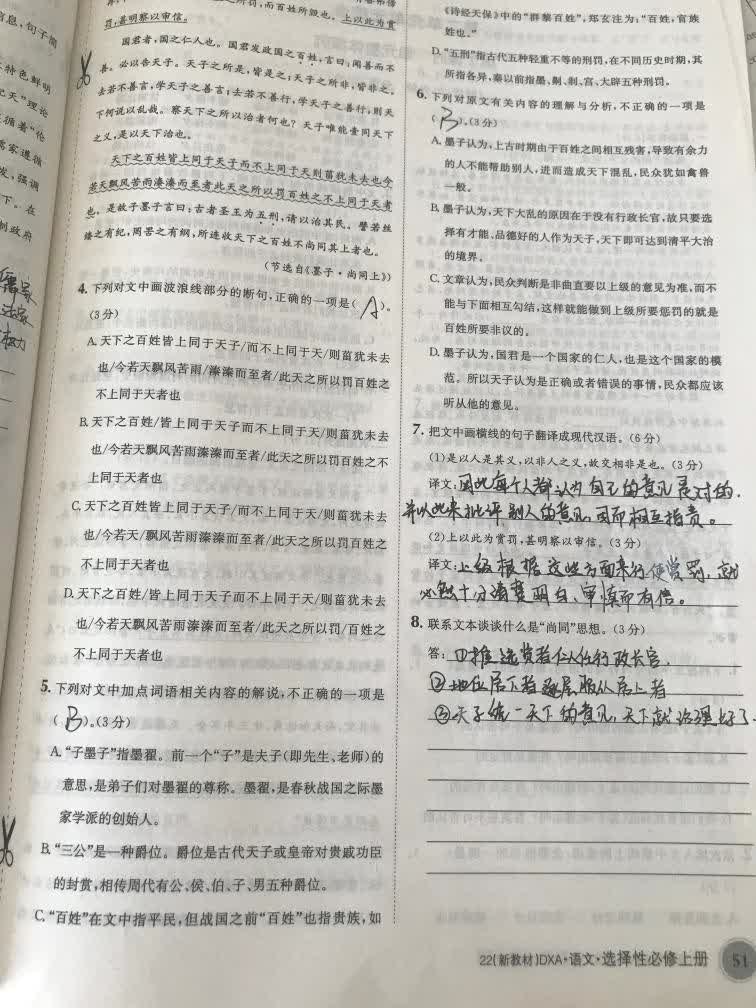 息,句子简
特色鲜明
天”理论
循着“伦
儒家遵循
发,强调
下。在
制政府
之所罚,而百姓所毁也。上以此为赏
罚,甚明察以审信。
国君者,国之仁人也。国君发政国之百姓,言曰:闻善而不
善,必以告天子。天子之所是,皆是之;天子之所非,皆非之。
去若不善言,学天子之善言;去若不善行,学天子之善行,则天
下何说以乱哉。察天下之所以治者何也?天子唯能壹同天下
之义,是以天下治也。
天下之百姓皆上同于天子而不上同于天则菑犹未去也今
若天飘风苦雨溱溱而至者此天之所以罚百姓之不上同于天者
也。是故子墨子言曰:古者圣王为五刑,请以治其民。譬若丝
缕之有纪,罔罟之有纲,所连收天下之百姓不尚同其上者也。
(节选自《墨子·尚同上》)
4. 下列对文中画波浪线部分的断句,正确的一项是( A )。
(3分)
A. 天下之百姓皆上同于天子/而不上同于天/则菑犹未去
也/今若天飘风苦雨/溱溱而至者/此天之所以罚百姓之
不上同于天者也
B. 天下之百姓/皆上同于天子而不上同于天/则菑犹未去
也/今若天飘风苦雨溱溱而至者/此天之所以罚百姓之不
上同于天者也
C. 天下之百姓皆上同于天子/而不上同于天/则菑犹未去
也/今若天/飘风苦雨溱溱而至者/此天之所以罚百姓之
不上同于天者也
D. 天下之百姓/皆上同于天子而不上同于天/则菑犹未去
也/今若天飘风苦雨溱溱而至者/此天之所以罚/百姓之
不上同于天者也
5. 下列对文中加点词语相关内容的解说,不正确的一项是
( B )。(3分)
A. “子墨子”指墨翟。前一个“子”是夫子(即先生、老师)的
意思,是弟子们对墨翟的尊称。墨翟,是春秋战国之际墨
家学派的创始人。
B. “三公”是一种爵位。爵位是古代天子或皇帝对贵戚功臣
的封赏,相传周代有公、侯、伯、子、男五种爵位。
C. “百姓”在文中指平民,但战国之前“百姓”也指贵族,如
《诗经天保》中的“群黎百姓”,郑玄注为:“百姓,官族
姓也。”
D. “五刑”指古代五种轻重不等的刑罚,在不同历史时期,其
所指各异,秦以前指墨、劓、剕、宫、大辟五种刑罚。
6. 下列对原文有关内容的理解与分析,不正确的一项是
( B )。(3分)
A. 墨子认为,上古时期由于百姓之间相互残害,导致有余力
的人不能帮助别人,进而造成天下混乱,民众犹如禽兽
一般。
B. 墨子认为,天下大乱的原因在于没有行政长官,故只要选
择有才能、品德好的人作为天子,天下即可达到清平大治
的境界。
C. 文章认为,民众判断是非曲直要以上级的意见为准,而不
能与下面相互勾结,这样就能做到上级所要惩罚的就是
百姓所要非议的。
D. 墨子认为,国君是一个国家的仁人,也是这个国家的模
范。所以天子认为是正确或者错误的事情,民众都应该
听从他的意见。
7. 把文中画横线的句子翻译成现代汉语。(6分)
(1)是以人是其义,以非人之义,故交相非是也。(3分)
译文:因此每个人都认为自己的意见是对的,
并以此来批评别人的意见,因而相互指责。
(2)上以此为赏罚,甚明察以审信。(3分)
译文:上级根据这些方面来行使赏罚,就
必然十分清楚明白、审慎而有信。
8. 联系文本谈谈什么是“尚同”思想。(3分)
答:①推选贤者仁人任行政长官.
②地位居下者逐层服从居上者
③天子统一天下的意见,天下就治理好了.
22[新教材]DXA·语文·选择性必修上册 51